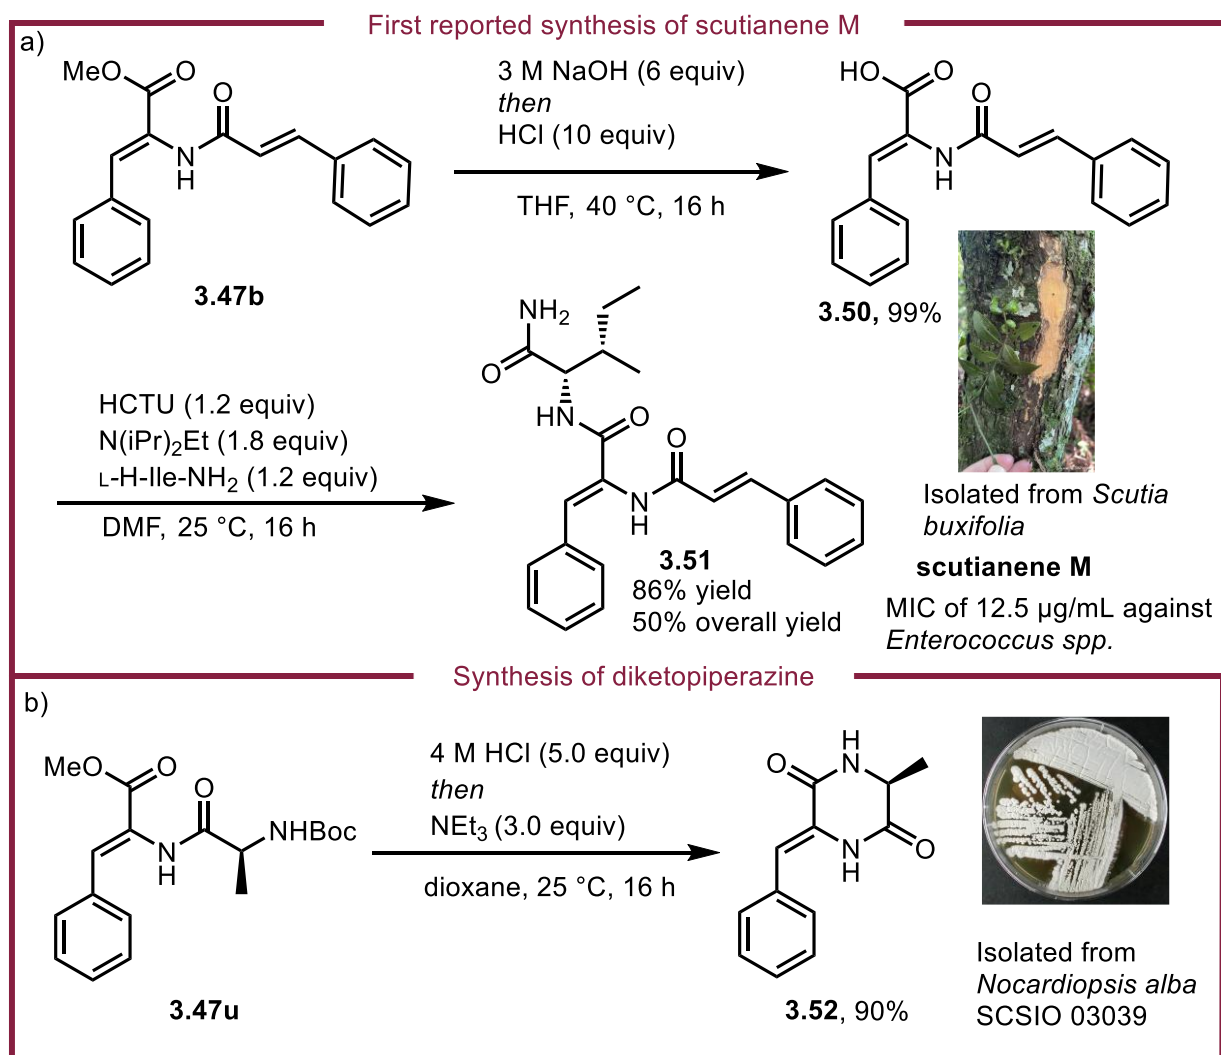 First reported synthesis of scutianene M
a)
MeO
O
O
N
H
3.47b
3 M NaOH (6 equiv)
then
HCl (10 equiv)
THF, 40 °C, 16 h
HO
O
O
N
H
3.50, 99%
HCTU (1.2 equiv)
N(iPr)2Et (1.8 equiv)
L-H-Ile-NH2 (1.2 equiv)
DMF, 25 °C, 16 h
NH2
O
HN
O
O
N
H
3.51
86% yield
50% overall yield
Isolated from Scutia
buxifolia
scutianene M
MIC of 12.5 µg/mL against
Enterococcus spp.
Synthesis of diketopiperazine
b)
MeO
O
O
NHBoc
N
H
3.47u
4 M HCl (5.0 equiv)
then
NEt3 (3.0 equiv)
dioxane, 25 °C, 16 h
H
N
O
O
N
H
3.52, 90%
Isolated from
Nocardiopsis alba
SCSIO 03039